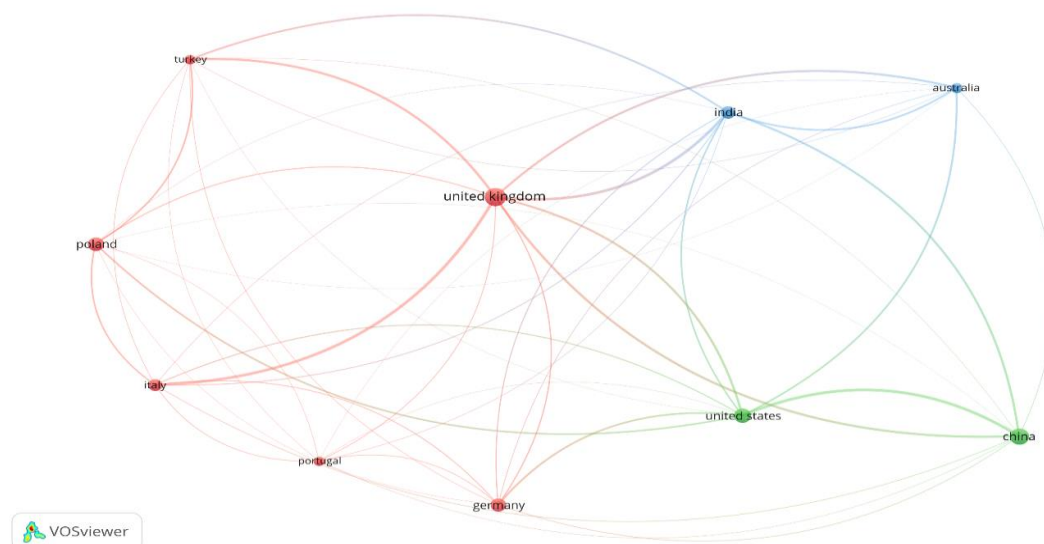 turkey
australia
india
united kingdom
poland
italy
united states
china
portugal
germany
VOSviewer